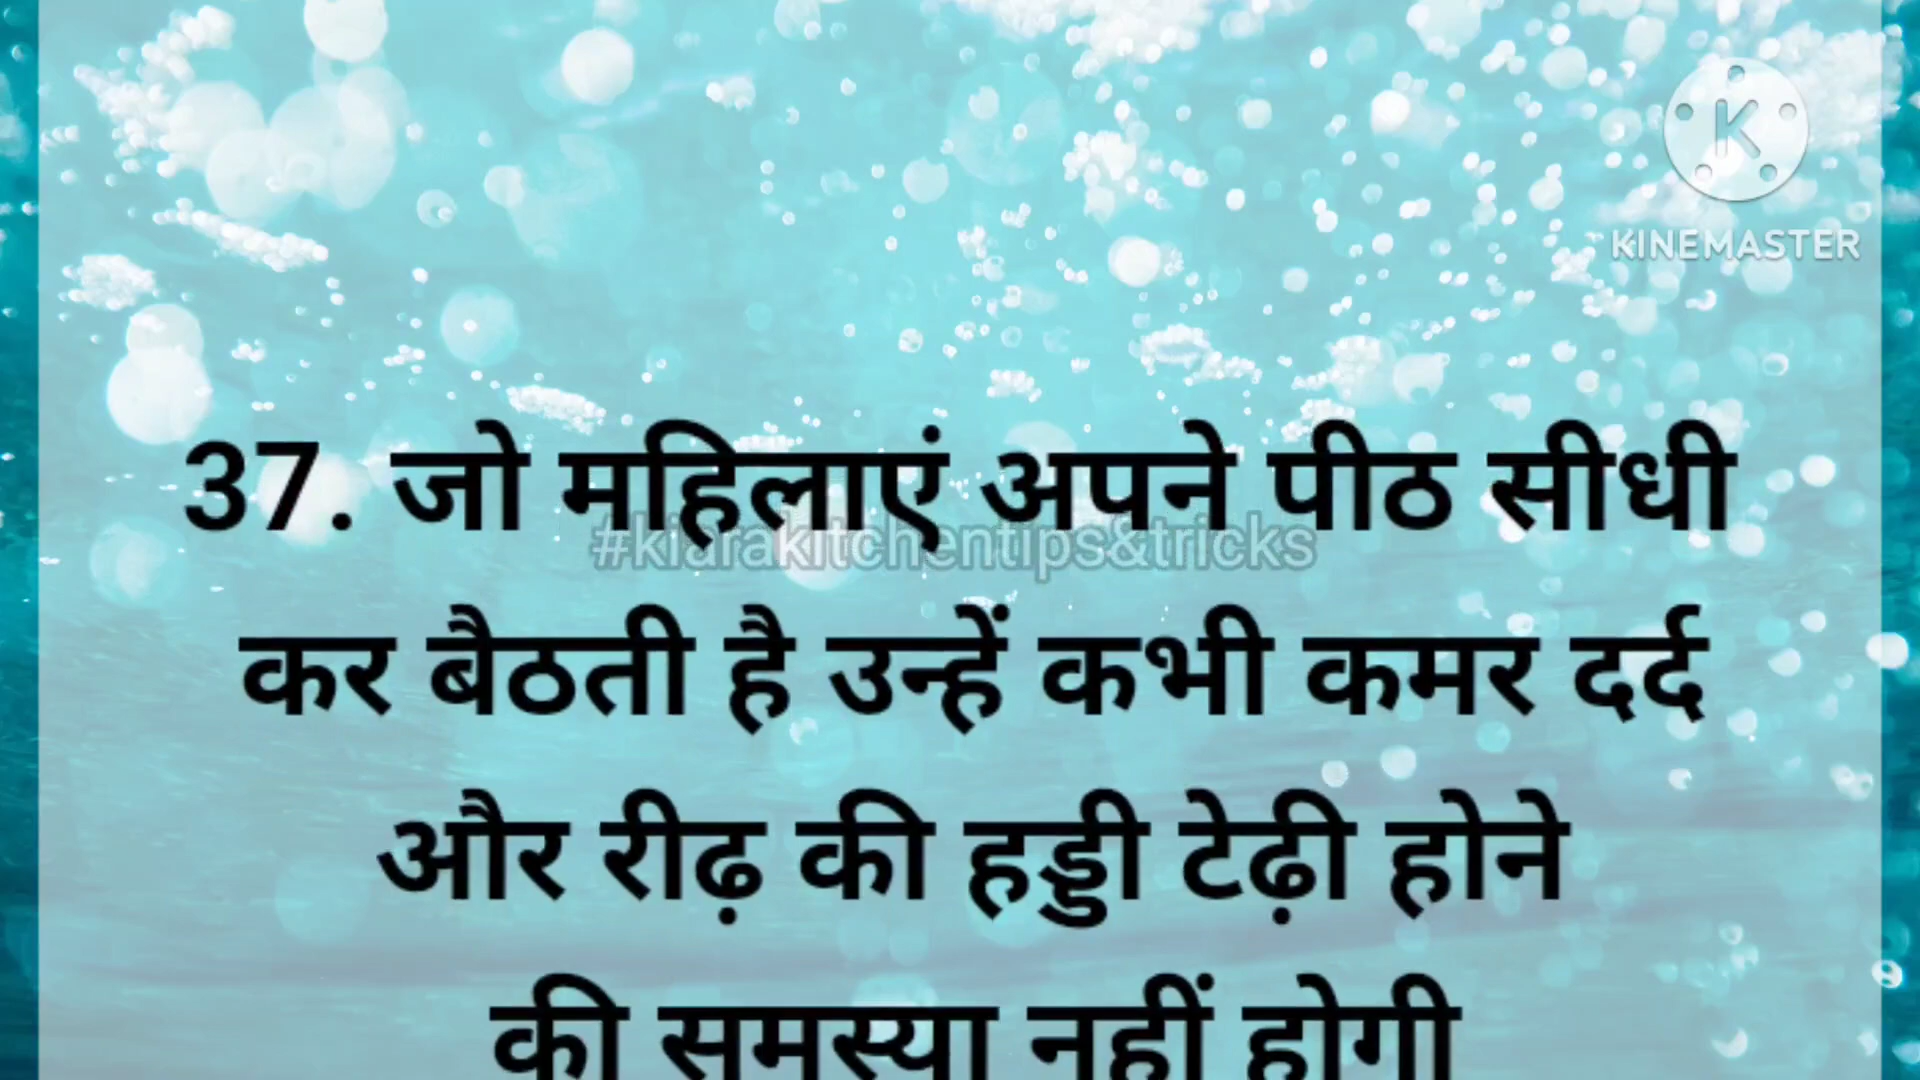 KINEMASTER
37. जो महिलाएं अपने पीठ सीधी
#kiarakitchentips&tricks
कर बैठती है उन्हें कभी कमर दर्द
और रीढ़ की हड्डी टेढ़ी होने
की समस्या नहीं होगी